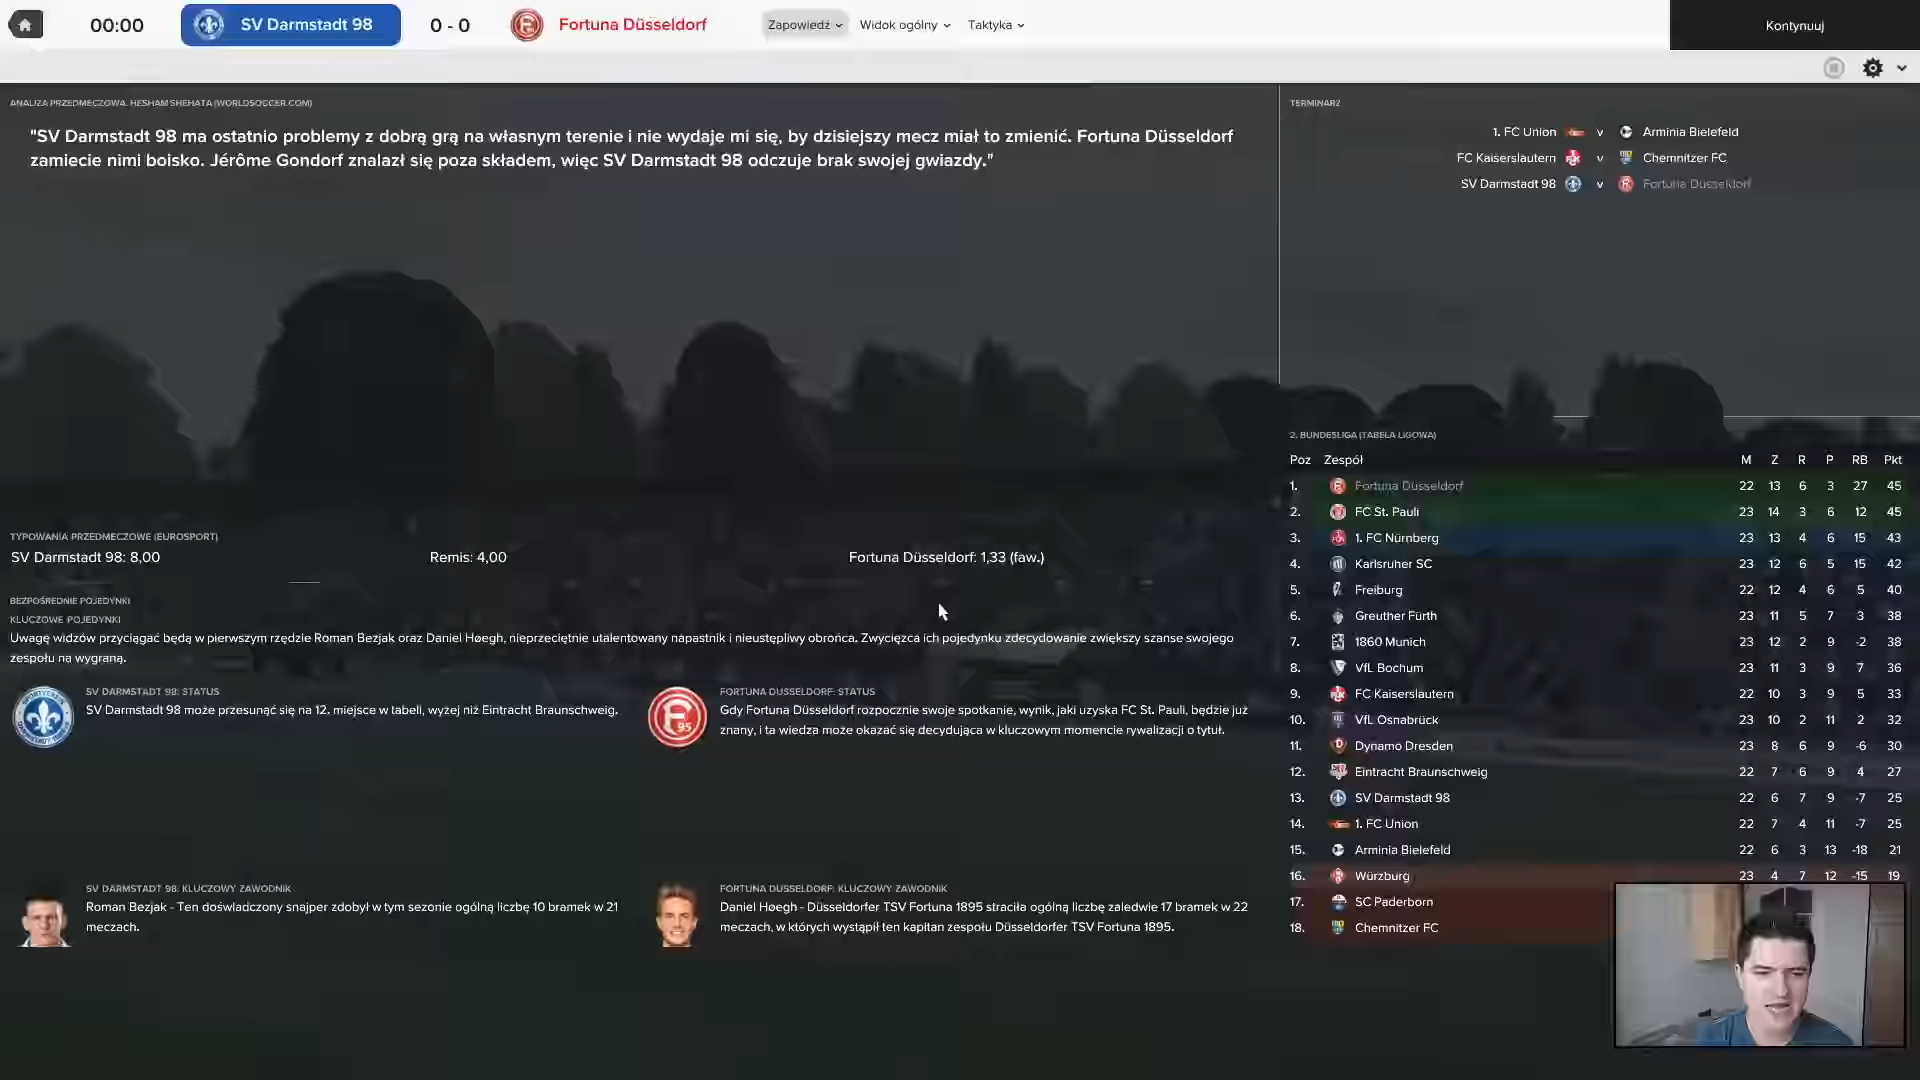 00:00 SV Darmstadt 98 0 - 0 Fortuna Düsseldorf Zapowiedź Widok ogólny Taktyka Kontynuuj
ANALIZA PRZEDMECZOWA: HESHAM SHEHATA (WORLDSOCCER.COM)
"SV Darmstadt 98 ma ostatnio problemy z dobrą grą na własnym terenie i nie wydaje mi się, by dzisiejszy mecz miał to zmienić. Fortuna Düsseldorf
zamiecie nimi boisko. Jérôme Gondorf znalazł się poza składem, więc SV Darmstadt 98 odczuje brak swojej gwiazdy."
TERMINARZ
1. FC Union v Arminia Bielefeld
FC Kaiserslautern v Chemnitzer FC
SV Darmstadt 98 v Fortuna Düsseldorf
TYPOWANIA PRZEDMECZOWE (EUROSPORT)
SV Darmstadt 98: 8,00 Remis: 4,00 Fortuna Düsseldorf: 1,33 (faw.)
BEZPOŚREDNIE POJEDYNKI
KLUCZOWE POJEDYNKI
Uwagę widzów przyciągać będą w pierwszym rzędzie Roman Bezjak oraz Daniel Høegh, nieprzeciętnie utalentowany napastnik i nieustępliwy obrońca. Zwycięzca ich pojedynku zdecydowanie zwiększy szanse swojego
zespołu na wygraną.
SV DARMSTADT 98: STATUS
SV Darmstadt 98 może przesunąć się na 12. miejsce w tabeli, wyżej niż Eintracht Braunschweig.
FORTUNA DÜSSELDORF: STATUS
Gdy Fortuna Düsseldorf rozpocznie swoje spotkanie, wynik, jaki uzyska FC St. Pauli, będzie już
znany, i ta wiedza może okazać się decydująca w kluczowym momencie rywalizacji o tytuł.
SV DARMSTADT 98: KLUCZOWY ZAWODNIK
Roman Bezjak - Ten doświadczony snajper zdobył w tym sezonie ogólną liczbę 10 bramek w 21
meczach.
FORTUNA DÜSSELDORF: KLUCZOWY ZAWODNIK
Daniel Høegh - Düsseldorfer TSV Fortuna 1895 straciła ogólną liczbę zaledwie 17 bramek w 22
meczach, w których wystąpił ten kapitan zespołu Düsseldorfer TSV Fortuna 1895.
2. BUNDESLIGA (TABELA LIGOWA)
Poz Zespół M Z R P RB Pkt
1. Fortuna Düsseldorf 22 13 6 3 27 45
2. FC St. Pauli 23 14 3 6 12 45
3. 1. FC Nürnberg 23 13 4 6 15 43
4. Karlsruher SC 23 12 6 5 15 42
5. Freiburg 22 12 4 6 5 40
6. Greuther Fürth 23 11 5 7 3 38
7. 1860 Munich 23 12 2 9 -2 38
8. VfL Bochum 23 11 3 9 7 36
9. FC Kaiserslautern 22 10 3 9 5 33
10. VfL Osnabrück 23 10 2 11 2 32
11. Dynamo Dresden 23 8 6 9 -6 30
12. Eintracht Braunschweig 22 7 6 9 4 27
13. SV Darmstadt 98 22 6 7 9 -7 25
14. 1. FC Union 22 7 4 11 -7 25
15. Arminia Bielefeld 22 6 3 13 -18 21
16. Würzburg 23 4 7 12 -15 19
17. SC Paderborn
18. Chemnitzer FC